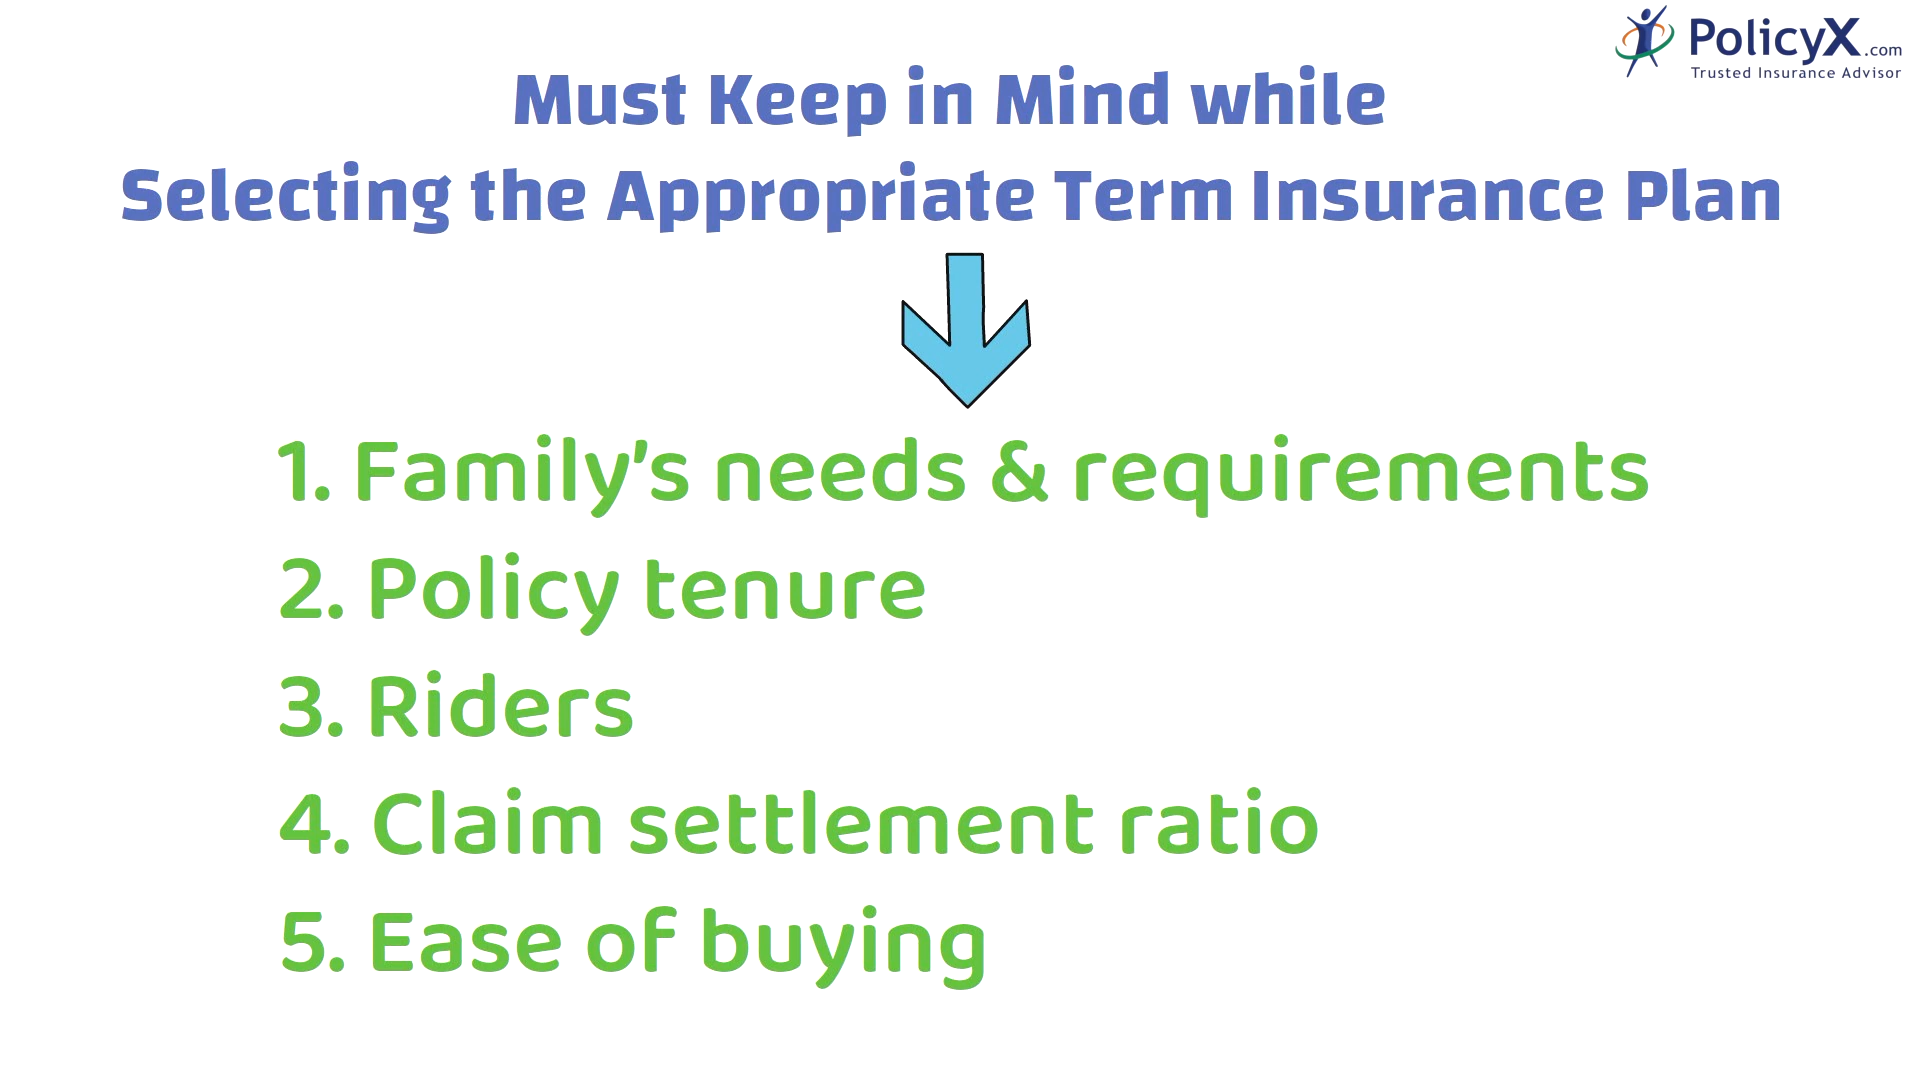 PolicyX.com
Trusted Insurance Advisor
Must Keep in Mind while
Selecting the Appropriate Term Insurance Plan
1. Family's needs & requirements
2. Policy tenure
3. Riders
4. Claim settlement ratio
5. Ease of buying